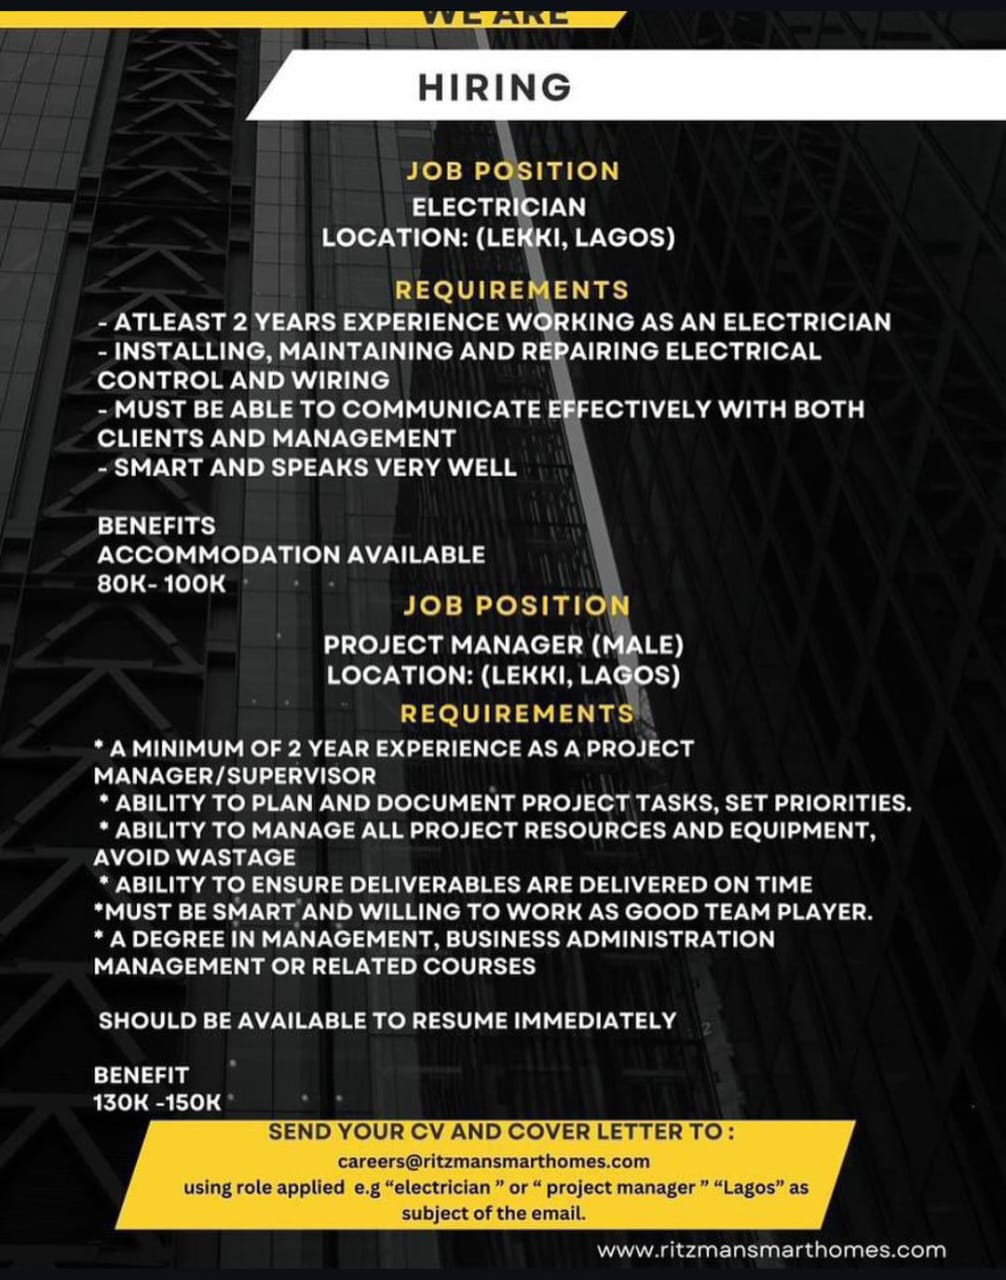 WE ARE
HIRING
JOB POSITION
ELECTRICIAN
LOCATION: (LEKKI, LAGOS)
REQUIREMENTS
- ATLEAST 2 YEARS EXPERIENCE WORKING AS AN ELECTRICIAN
- INSTALLING, MAINTAINING AND REPAIRING ELECTRICAL
CONTROL AND WIRING
- MUST BE ABLE TO COMMUNICATE EFFECTIVELY WITH BOTH
CLIENTS AND MANAGEMENT
- SMART AND SPEAKS VERY WELL
BENEFITS
ACCOMMODATION AVAILABLE
80K- 100K
JOB POSITION
PROJECT MANAGER (MALE)
LOCATION: (LEKKI, LAGOS)
REQUIREMENTS
* A MINIMUM OF 2 YEAR EXPERIENCE AS A PROJECT
MANAGER/SUPERVISOR
* ABILITY TO PLAN AND DOCUMENT PROJECT TASKS, SET PRIORITIES.
* ABILITY TO MANAGE ALL PROJECT RESOURCES AND EQUIPMENT,
AVOID WASTAGE
* ABILITY TO ENSURE DELIVERABLES ARE DELIVERED ON TIME
*MUST BE SMART AND WILLING TO WORK AS GOOD TEAM PLAYER.
* A DEGREE IN MANAGEMENT, BUSINESS ADMINISTRATION
MANAGEMENT OR RELATED COURSES
SHOULD BE AVAILABLE TO RESUME IMMEDIATELY
BENEFIT
130K -150K
SEND YOUR CV AND COVER LETTER TO :
careers@ritzmansmarthomes.com
using role applied e.g “electrician ” or “ project manager ” “Lagos” as
subject of the email.
www.ritzmansmarthomes.com